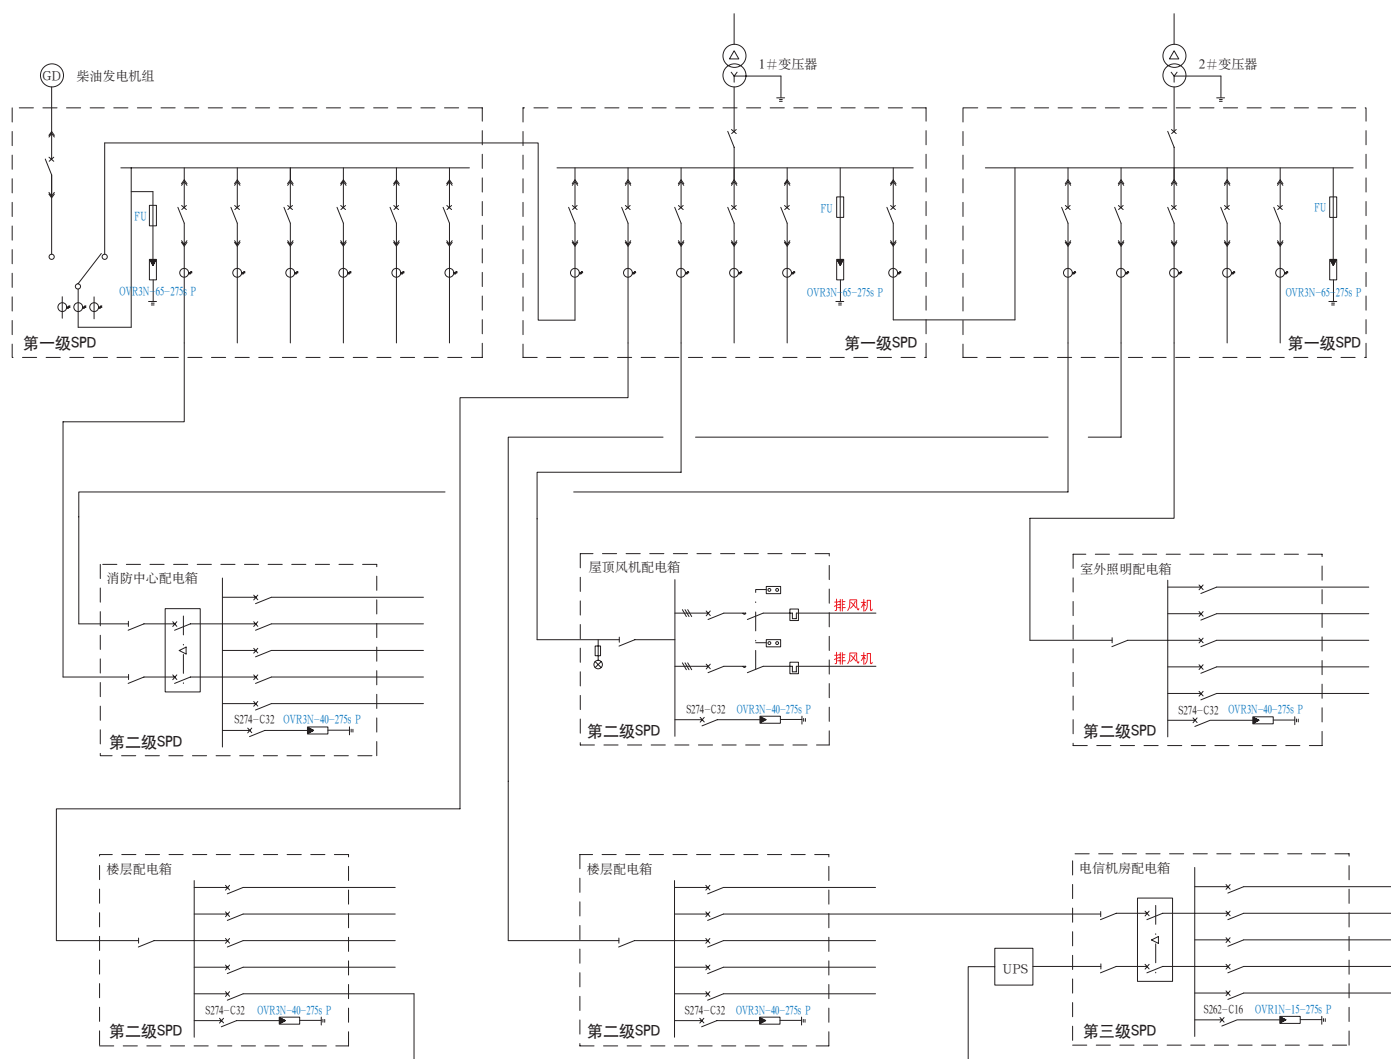 GD 柴油发电机组
1#变压器
2#变压器
FU
FU
FU
OVR3N-65-275s P
OVR3N-65-275s P
OVR3N-65-275s P
第一级SPD
第一级SPD
第一级SPD
消防中心配电箱
屋顶风机配电箱
室外照明配电箱
排风机
排风机
S274-C32 OVR3N-40-275s P
第二级SPD
S274-C32 OVR3N-40-275s P
第二级SPD
S274-C32 OVR3N-40-275s P
第二级SPD
楼层配电箱
楼层配电箱
电信机房配电箱
UPS
S274-C32 OVR3N-40-275s P
第二级SPD
S274-C32 OVR3N-40-275s P
第二级SPD
S262-C16 OVR1N-15-275s P
第三级SPD